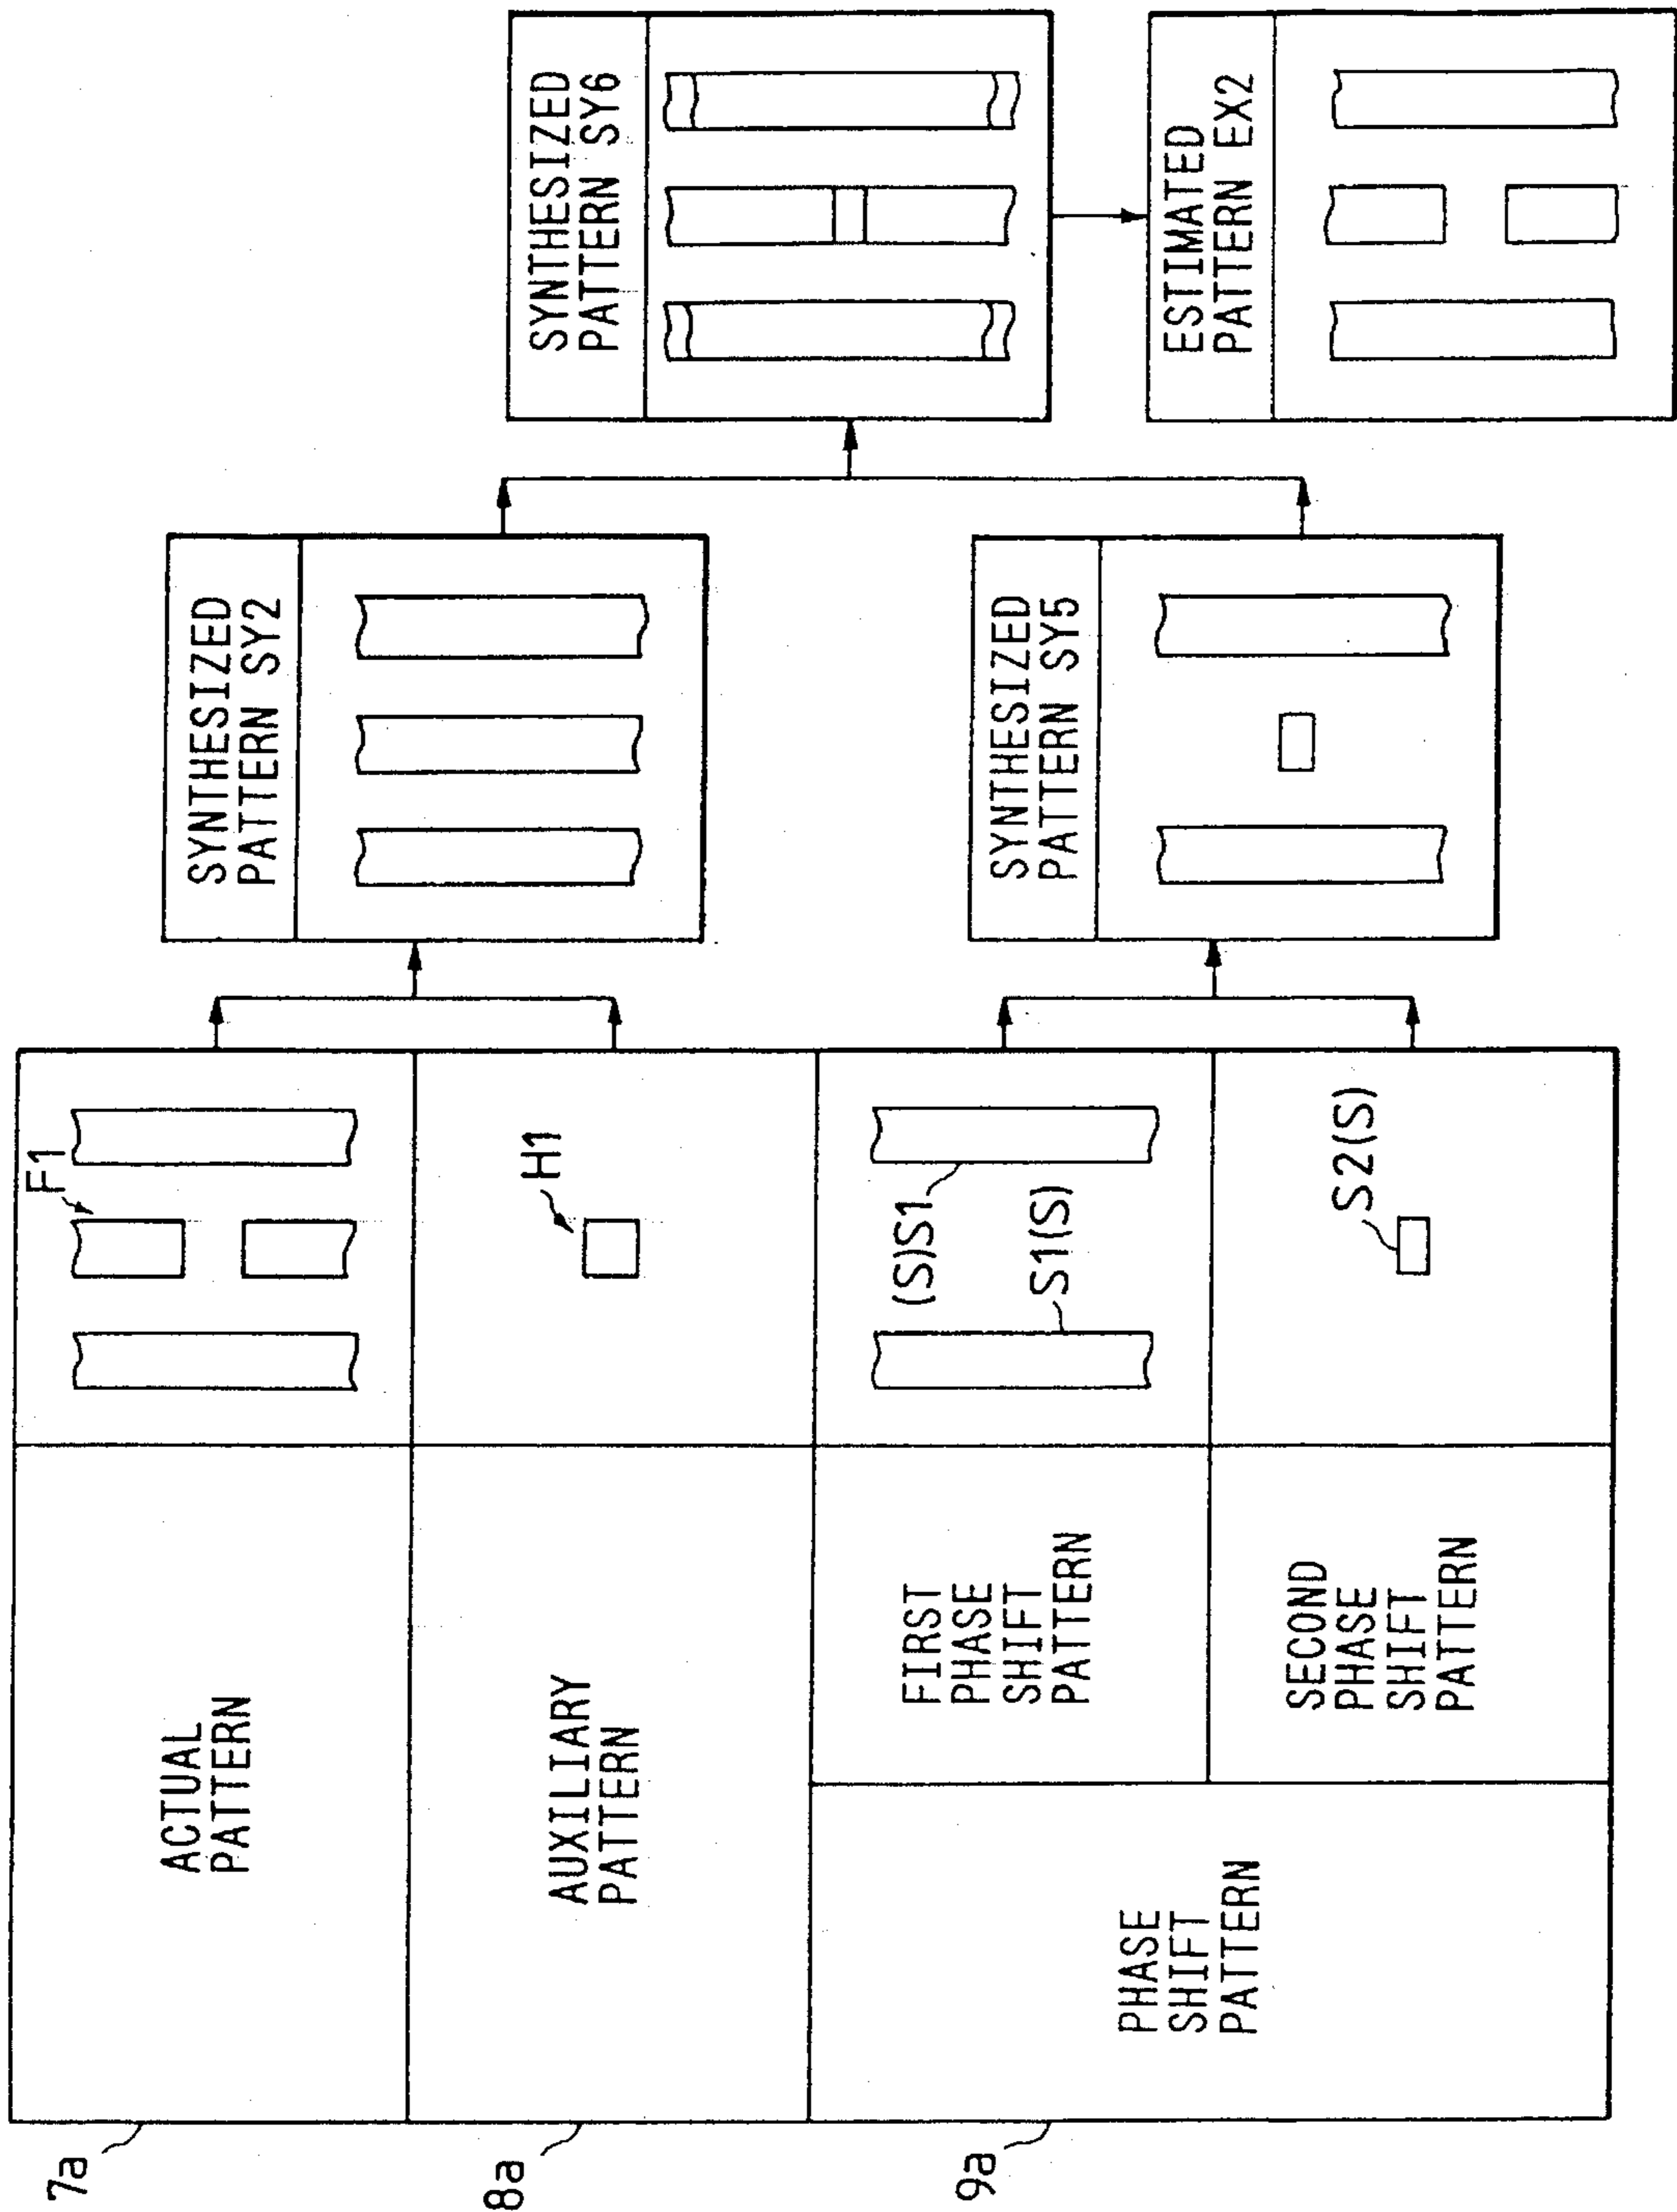 7a
ACTUAL
PATTERN
F1
8a
AUXILIARY
PATTERN
H1
9a
PHASE
SHIFT
PATTERN
FIRST
PHASE
SHIFT
PATTERN
(S)S1
S1(S)
SECOND
PHASE
SHIFT
PATTERN
S2(S)
SYNTHESIZED
PATTERN SY2
SYNTHESIZED
PATTERN SY5
SYNTHESIZED
PATTERN SY6
ESTIMATED
PATTERN EX2